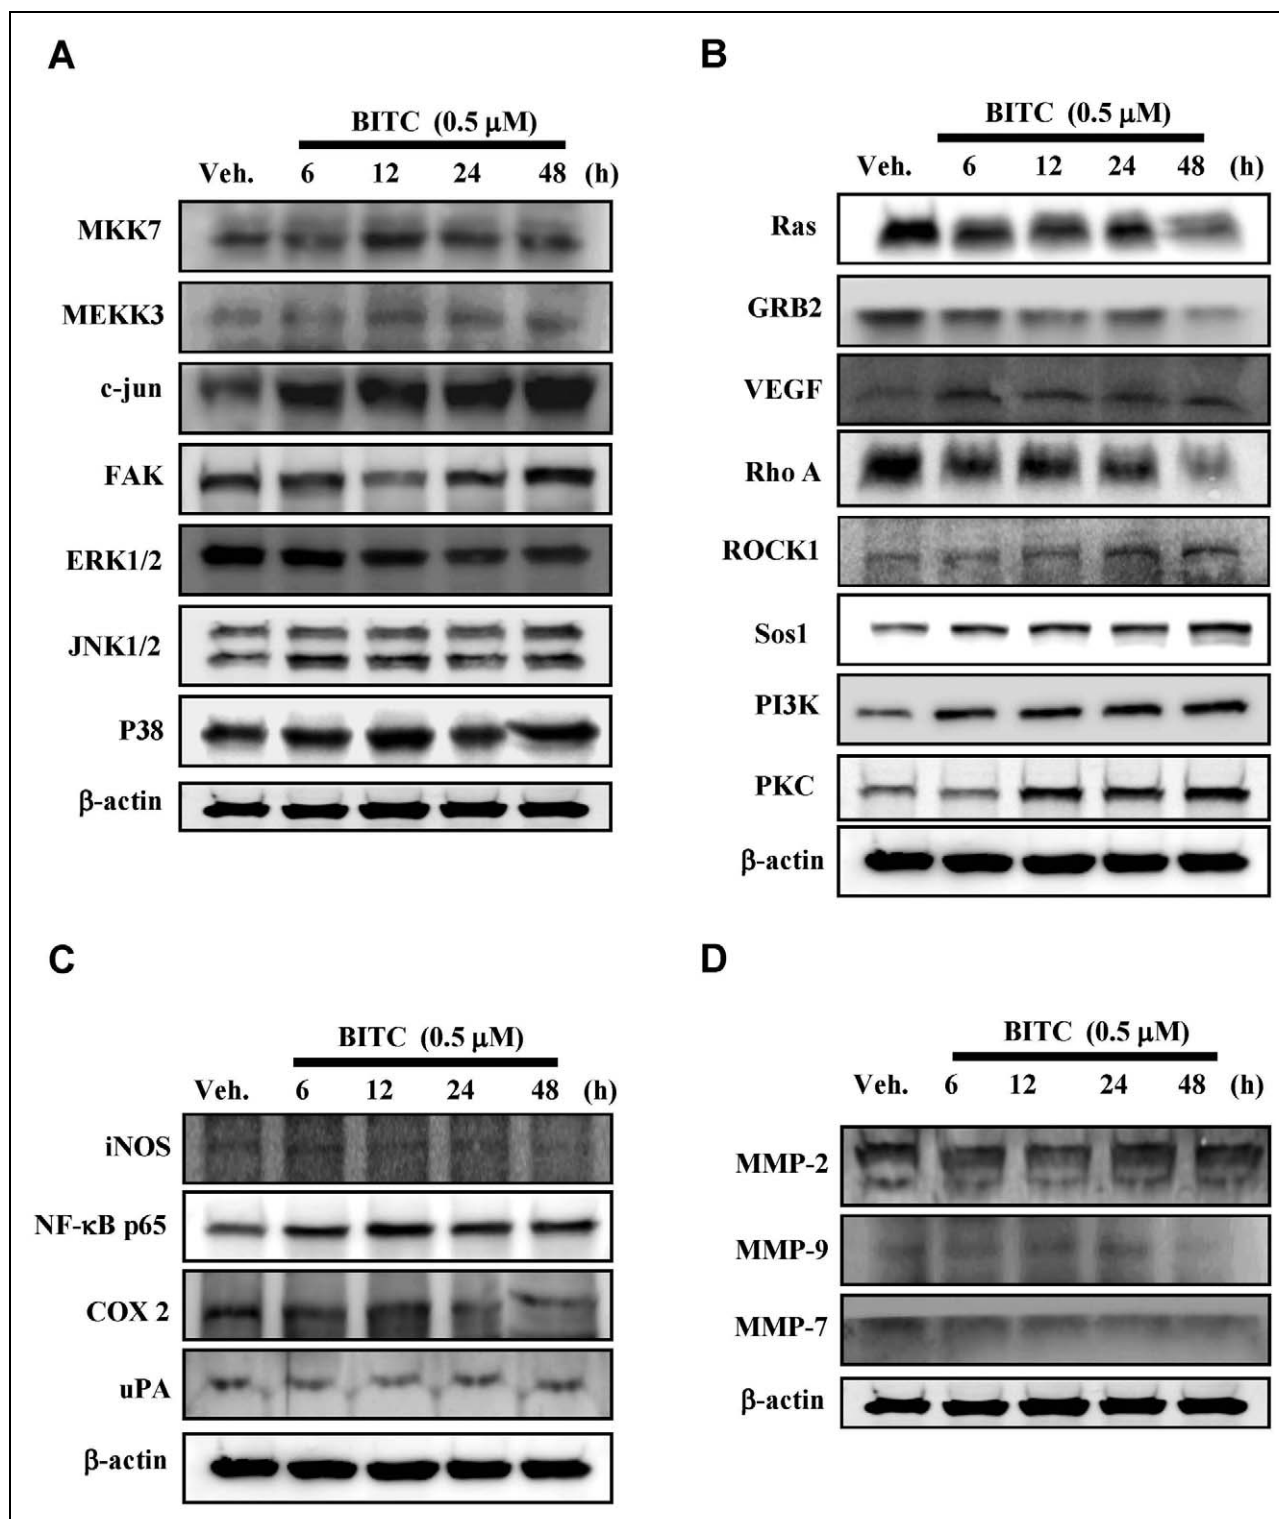 A
BITC (0.5 μM)
Veh. 6 12 24 48 (h)
MKK7
MEKK3
c-jun
FAK
ERK1/2
JNK1/2
P38
β-actin
B
BITC (0.5 μM)
Veh. 6 12 24 48 (h)
Ras
GRB2
VEGF
Rho A
ROCK1
Sos1
PI3K
PKC
β-actin
C
BITC (0.5 μM)
Veh. 6 12 24 48 (h)
iNOS
NF-κB p65
COX 2
uPA
β-actin
D
BITC (0.5 μM)
Veh. 6 12 24 48 (h)
MMP-2
MMP-9
MMP-7
β-actin